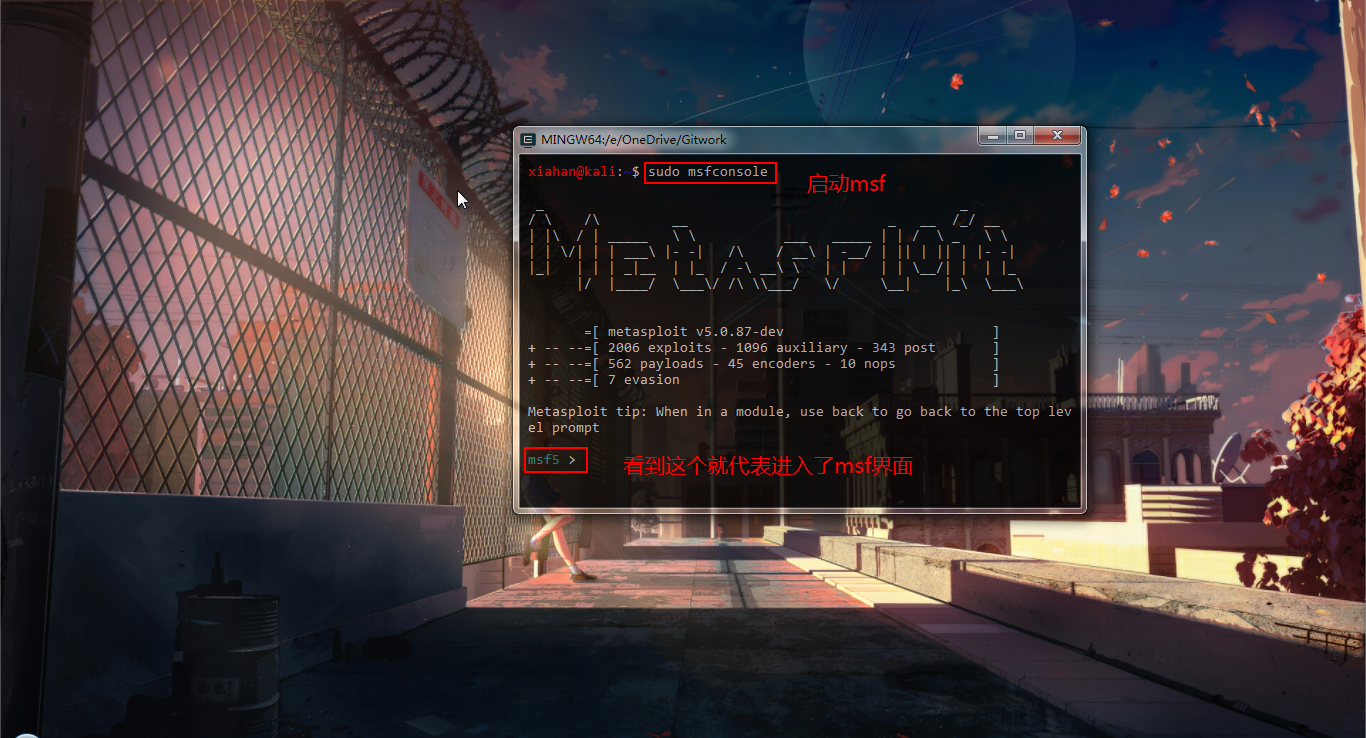 MINGW64:/e/OneDrive/Gitwork
xiahan@kali:~$ sudo msfconsole
启动msf
Metasploit
=[ metasploit v5.0.87-dev ]
+ -- --=[ 2006 exploits - 1096 auxiliary - 343 post ]
+ -- --=[ 562 payloads - 45 encoders - 10 nops ]
+ -- --=[ 7 evasion ]
Metasploit tip: When in a module, use back to go back to the top lev
el prompt
msf5 >
看到这个就代表进入了msf界面